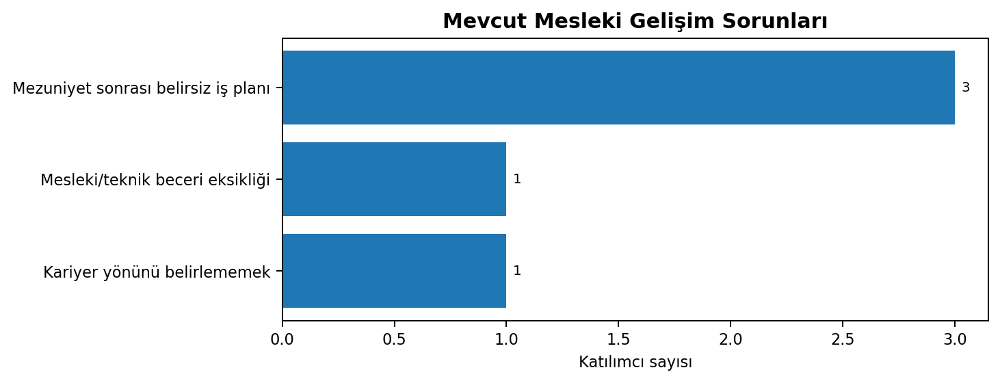 Mevcut Mesleki Gelişim Sorunları
Mezuniyet sonrası belirsiz iş planı
3
Mesleki/teknik beceri eksikliği
1
Kariyer yönünü belirlememek
1
0.0 0.5 1.0 1.5 2.0 2.5 3.0
Katılımcı sayısı